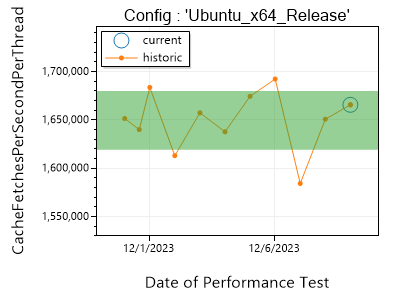 Config : 'Ubuntu_x64_Release'
current
historic
CacheFetchesPerSecondPerThread
1,700,000
1,650,000
1,600,000
1,550,000
12/1/2023
12/6/2023
Date of Performance Test